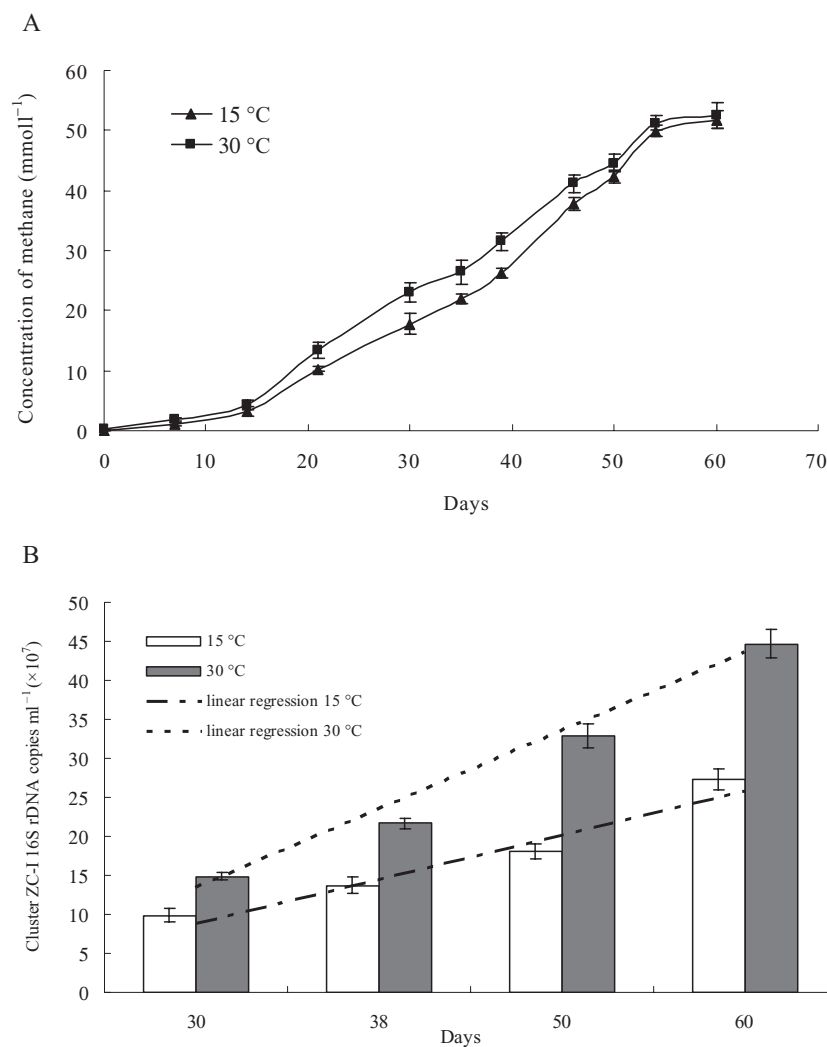 A
Concentration of methane (mmoll⁻¹)
60
50
40
30
20
10
0
15 °C
30 °C
0 10 20 30 40 50 60 70
Days
B
Cluster ZC-I 16S rDNA copies ml⁻¹ (×10⁷)
50
45
40
35
30
25
20
15
10
5
0
15 °C
30 °C
linear regression 15 °C
linear regression 30 °C
30 38 50 60
Days